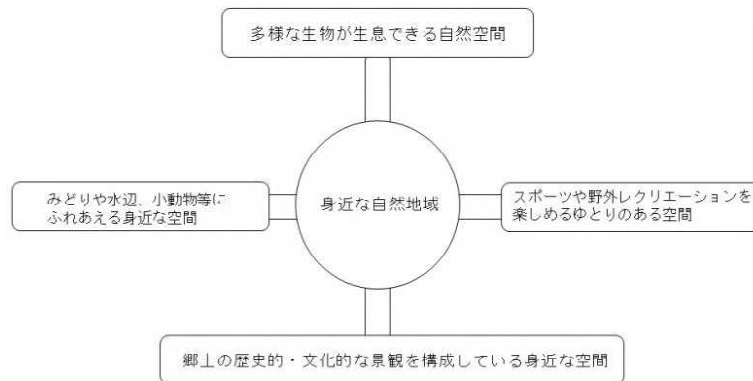 多様な生物が生息できる自然空間
みどりや水辺、小動物等に
ふれあえる身近な空間
身近な自然地域
スポーツや野外レクリエーションを
楽しめるゆとりのある空間
郷土の歴史的・文化的な景観を構成している身近な空間